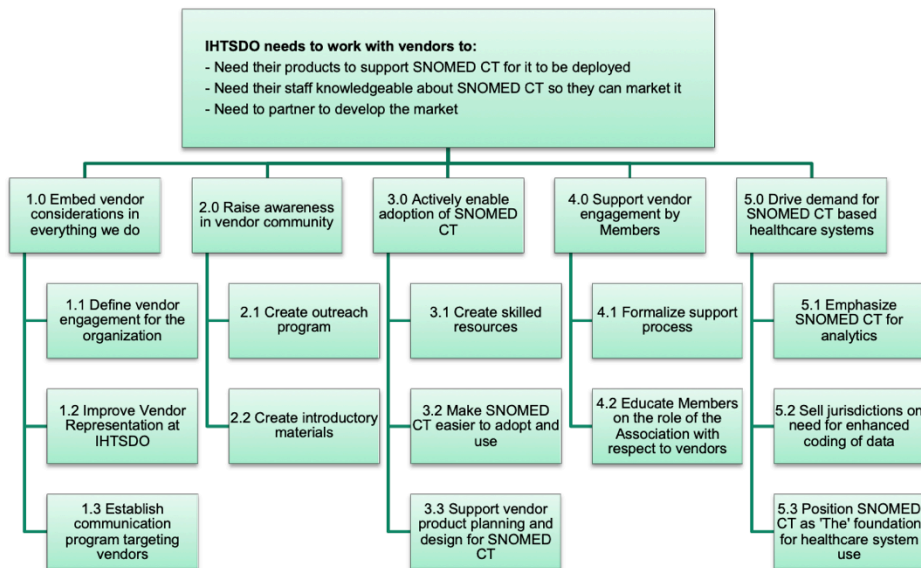 IHTSDO needs to work with vendors to:
- Need their products to support SNOMED CT for it to be deployed
- Need their staff knowledgeable about SNOMED CT so they can market it
- Need to partner to develop the market
1.0 Embed vendor
considerations in
everything we do
2.0 Raise awareness
in vendor community
3.0 Actively enable
adoption of SNOMED
CT
4.0 Support vendor
engagement by
Members
5.0 Drive demand for
SNOMED CT based
healthcare systems
1.1 Define vendor
engagement for the
organization
2.1 Create outreach
program
3.1 Create skilled
resources
4.1 Formalize support
process
5.1 Emphasize
SNOMED CT for
analytics
1.2 Improve Vendor
Representation at
IHTSDO
2.2 Create introductory
materials
3.2 Make SNOMED
CT easier to adopt and
use
4.2 Educate Members
on the role of the
Association with
respect to vendors
5.2 Sell jurisdictions on
need for enhanced
coding of data
1.3 Establish
communication
program targeting
vendors
3.3 Support vendor
product planning and
design for SNOMED
CT
5.3 Position SNOMED
CT as 'The' foundation
for healthcare system
use